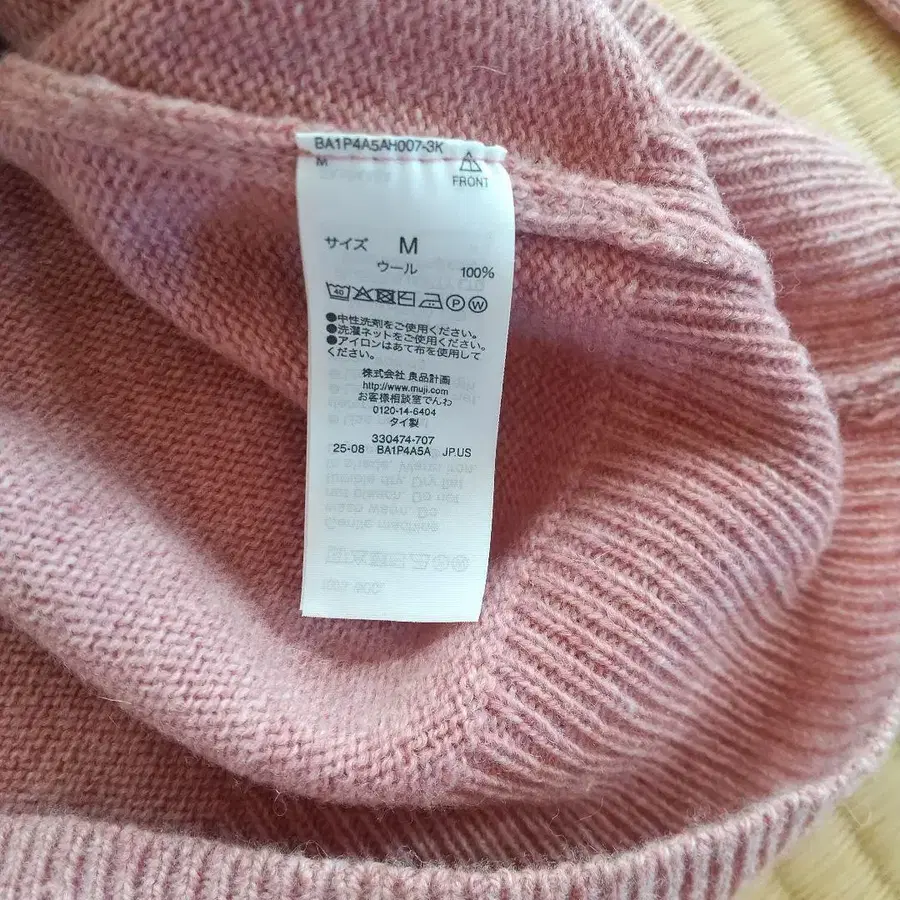 BA1P4A5AH007-3K
M
FRONT
サイズ M
ウール 100%
40
P W
●中性洗剤をご使用ください。
●洗濯ネットをご使用ください。
●アイロンはあて布を使用して
ください。
株式会社 良品計画
http://www.muji.com
お客様相談室でんわ
0120-14-6404
タイ製
330474-707
25-08 BA1P4A5A JP.US